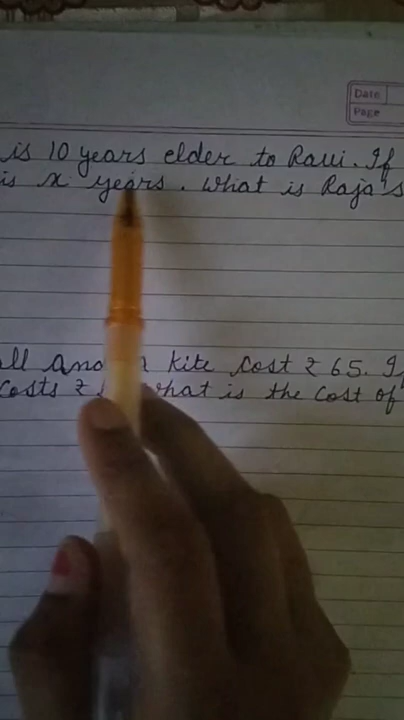 Date
Page
is 10 years elder to Ravi. If
is x years. What is Raja's
all and a kite cost ₹ 65. If
costs ₹ what is the cost of